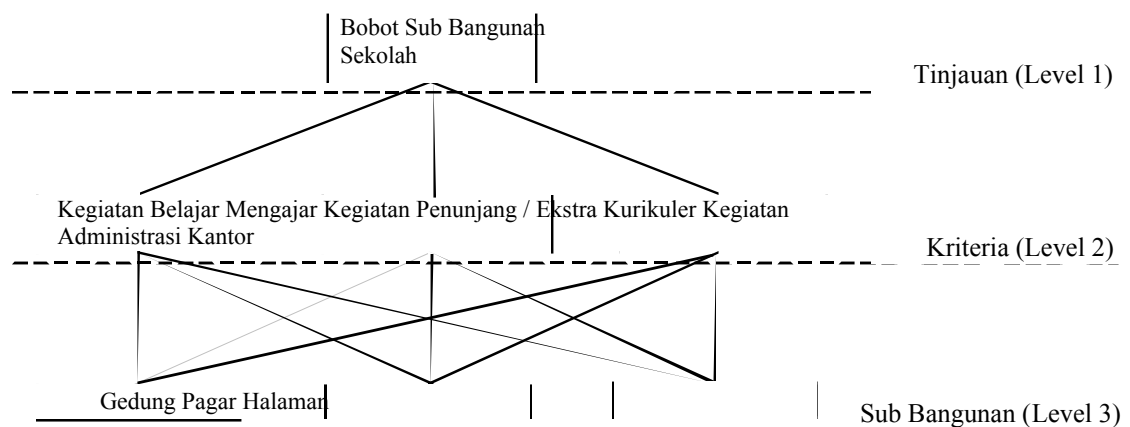 Bobot Sub Bangunan
Sekolah
Tinjauan (Level 1)
Kegiatan Belajar Mengajar Kegiatan Penunjang / Ekstra Kurikuler Kegiatan
Administrasi Kantor
Kriteria (Level 2)
Gedung Pagar Halaman
Sub Bangunan (Level 3)